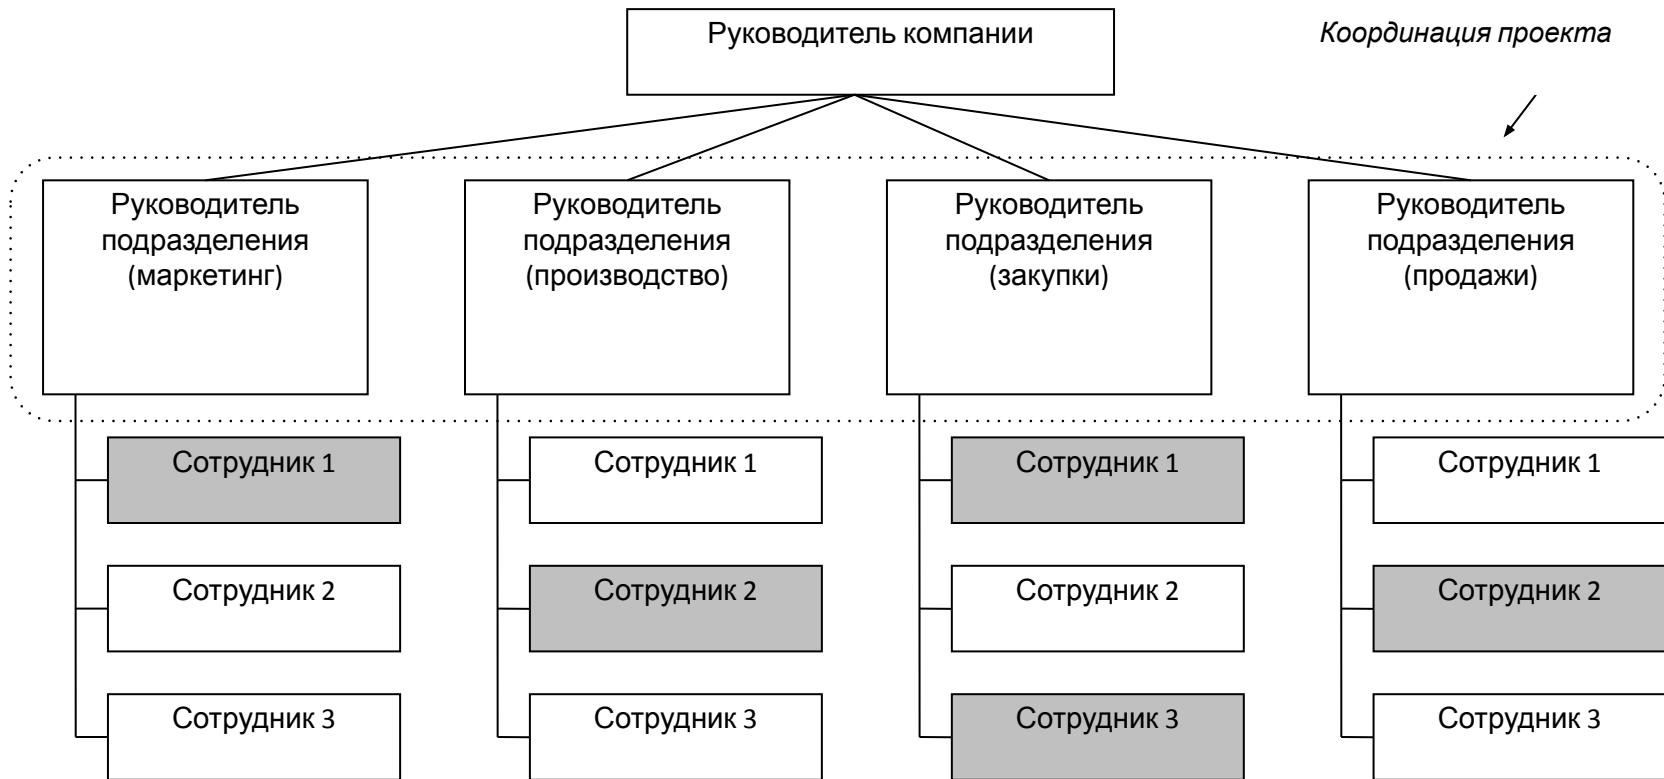 Руководитель компании
Координация проекта
Руководитель
подразделения
(маркетинг)
Руководитель
подразделения
(производство)
Руководитель
подразделения
(закупки)
Руководитель
подразделения
(продажи)
Сотрудник 1
Сотрудник 1
Сотрудник 1
Сотрудник 1
Сотрудник 2
Сотрудник 2
Сотрудник 2
Сотрудник 2
Сотрудник 3
Сотрудник 3
Сотрудник 3
Сотрудник 3